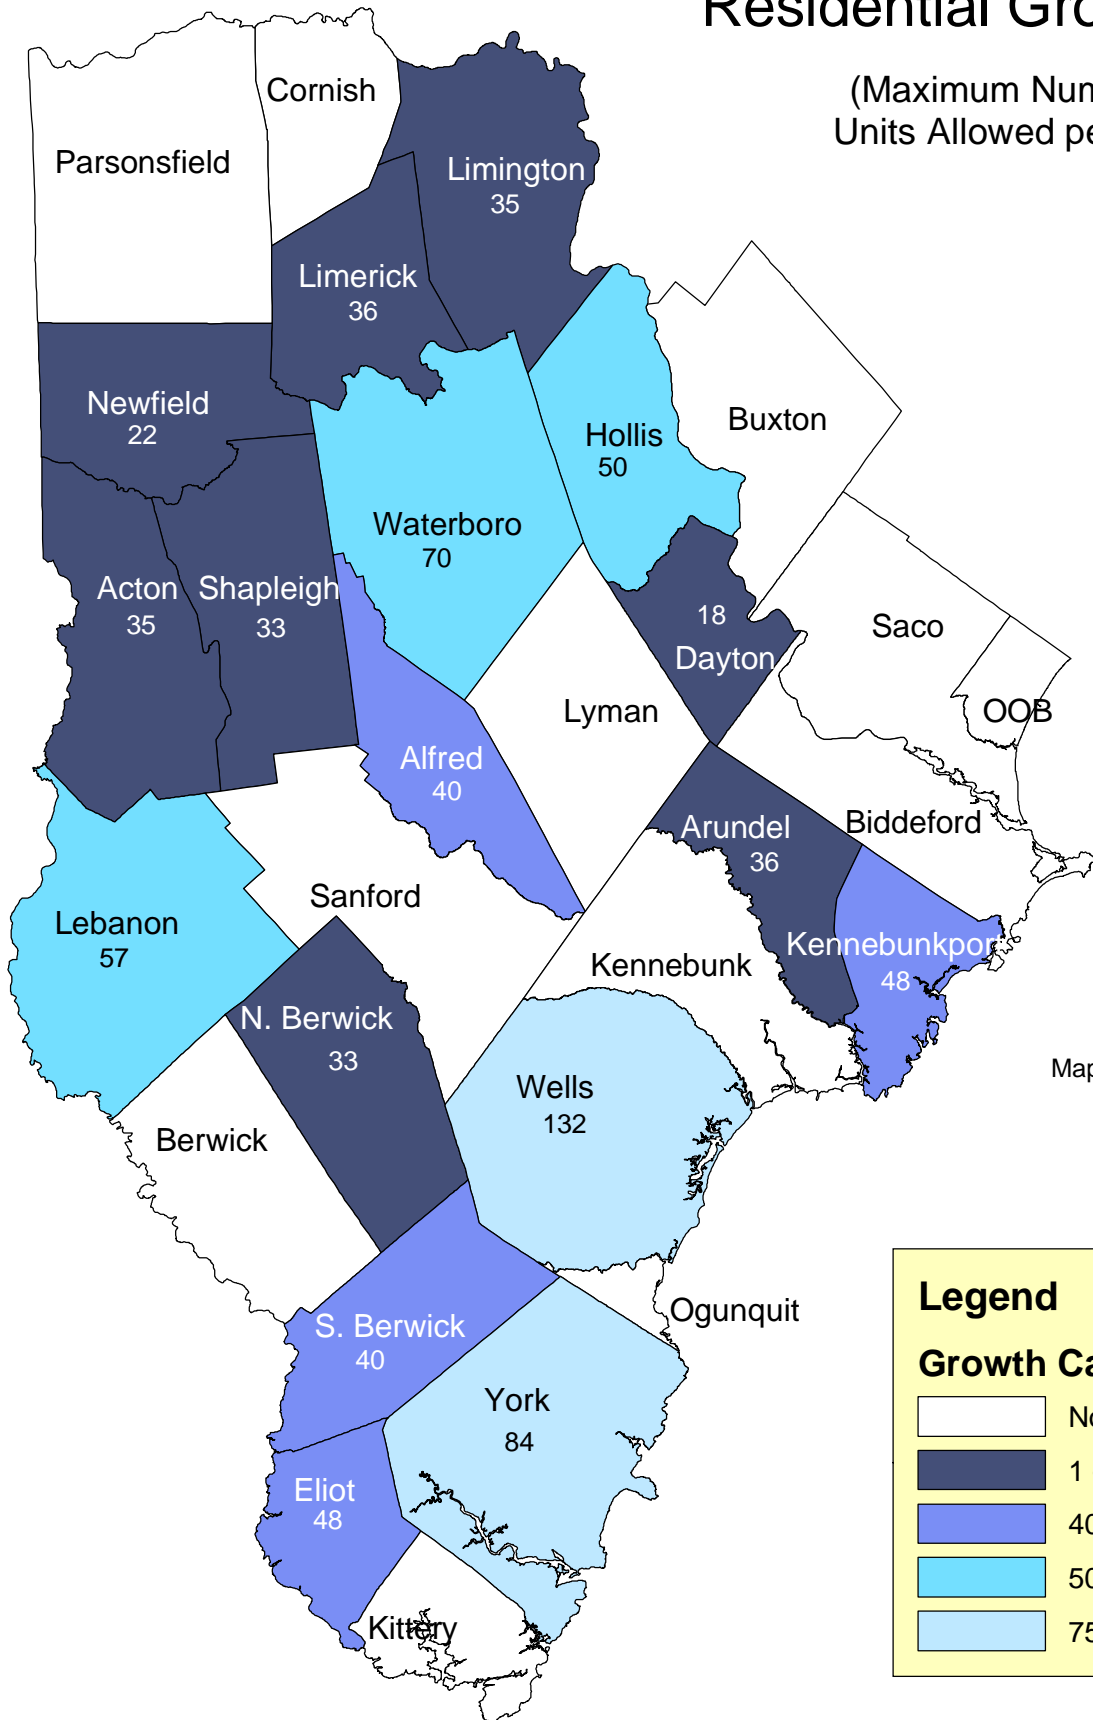 Residential Gro
(Maximum Num
Units Allowed pe
Cornish
Parsonsfield
Limington
35
Limerick
36
Newfield
22
Hollis
50
Buxton
Waterboro
70
Acton
35
Shapleigh
33
18
Dayton
Saco
Lyman
OOB
Alfred
40
Arundel
36
Biddeford
Sanford
Lebanon
57
Kennebunkport
48
Kennebunk
N. Berwick
33
Map
Wells
132
Berwick
Ogunquit
S. Berwick
40
York
84
Eliot
48
Kittery
Legend
Growth Ca
No
1
40
50
75